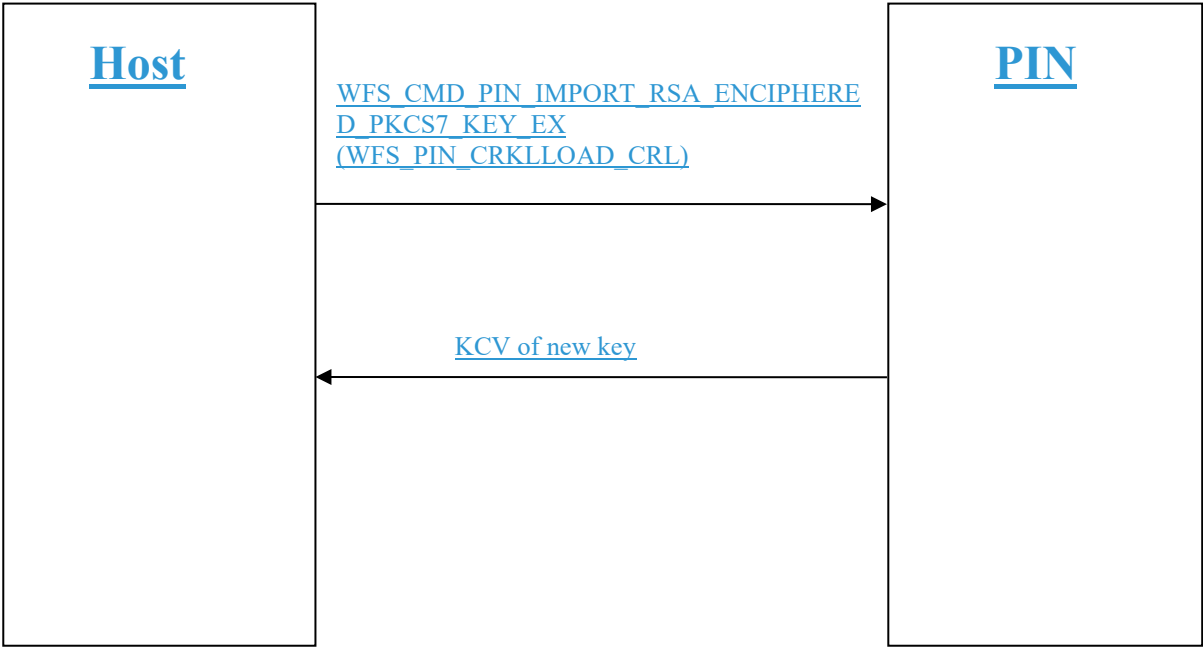 Host
PIN
WFS_CMD_PIN_IMPORT_RSA_ENCIPHERE
D_PKCS7_KEY_EX
(WFS_PIN_CRKLLOAD_CRL)
KCV of new key